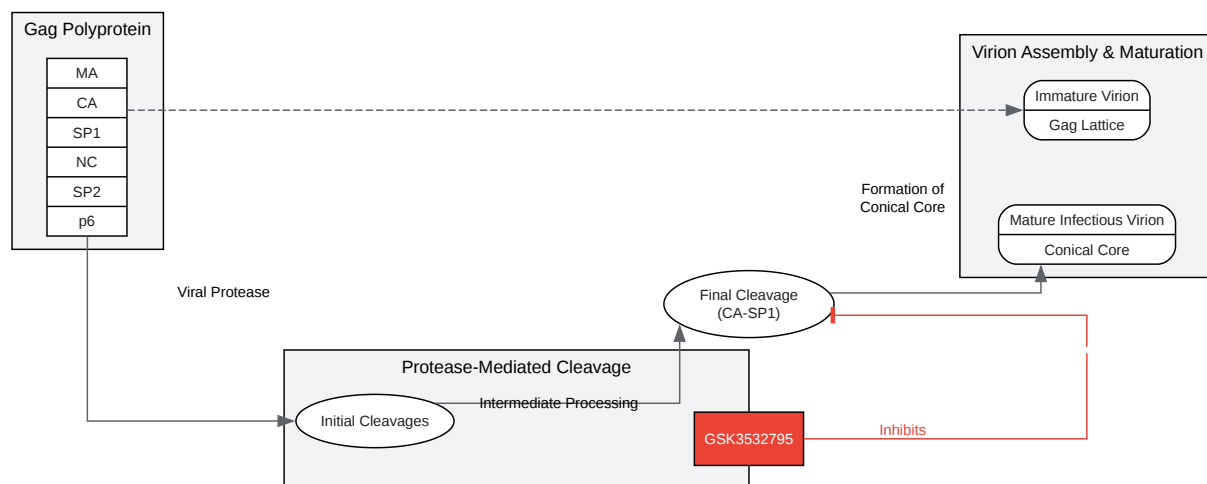 Gag Polyprotein
MA
CA
SP1
NC
SP2
p6
Viral Protease
Virion Assembly & Maturation
Immature Virion
Gag Lattice
Formation of
Conical Core
Mature Infectious Virion
Conical Core
Final Cleavage
(CA-SP1)
Protease-Mediated Cleavage
Intermediate Processing
Initial Cleavages
GSK3532795
Inhibits